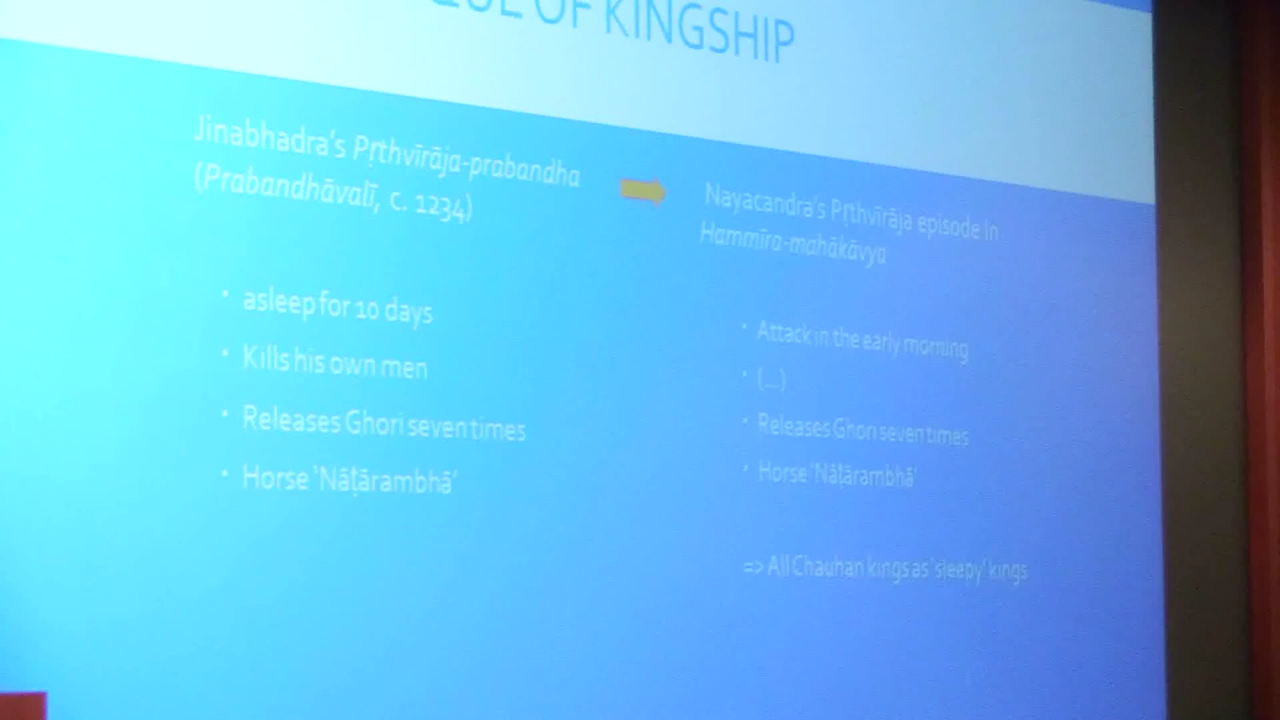 QUE OF KINGSHIP
Jinabhadra's Pṛthvīrāja-prabandha
(Prabandhāvalī, c. 1234)
• asleep for 10 days
• Kills his own men
• Releases Ghori seven times
• Horse 'Nāṭārambhā'
Nayacandra's Pṛthvīrāja episode in
Hammīra-mahākāvya
• Attack in the early morning
• (...)
• Releases Ghori seven times
• Horse 'Nāṭārambhā'
=> All Chauhan kings as 'sleepy' kings